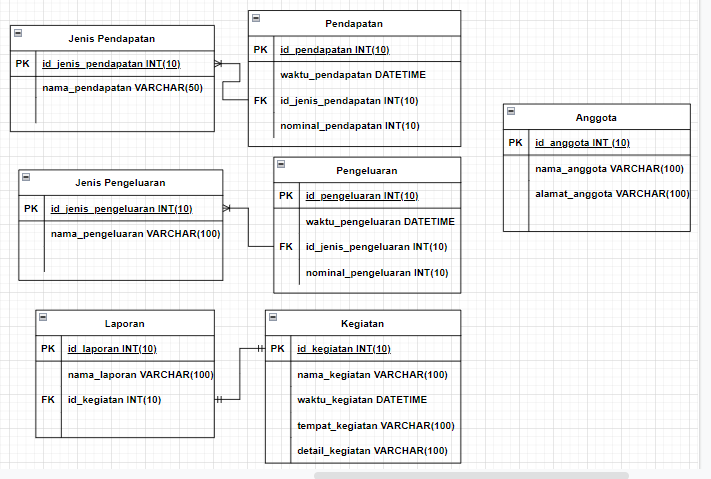 Jenis Pendapatan
PK id_jenis_pendapatan INT(10)
nama_pendapatan VARCHAR(50)
Pendapatan
PK id_pendapatan INT(10)
waktu_pendapatan DATETIME
FK id_jenis_pendapatan INT(10)
nominal_pendapatan INT(10)
Anggota
PK id_anggota INT (10)
nama_anggota VARCHAR(100)
alamat_anggota VARCHAR(100)
Jenis Pengeluaran
PK id_jenis_pengeluaran INT(10)
nama_pengeluaran VARCHAR(100)
Pengeluaran
PK id_pengeluaran INT(10)
waktu_pengeluaran DATETIME
FK id_jenis_pengeluaran INT(10)
nominal_pengeluaran INT(10)
Laporan
PK id_laporan INT(10)
nama_laporan VARCHAR(100)
FK id_kegiatan INT(10)
Kegiatan
PK id_kegiatan INT(10)
nama_kegiatan VARCHAR(100)
waktu_kegiatan DATETIME
tempat_kegiatan VARCHAR(100)
detail_kegiatan VARCHAR(100)